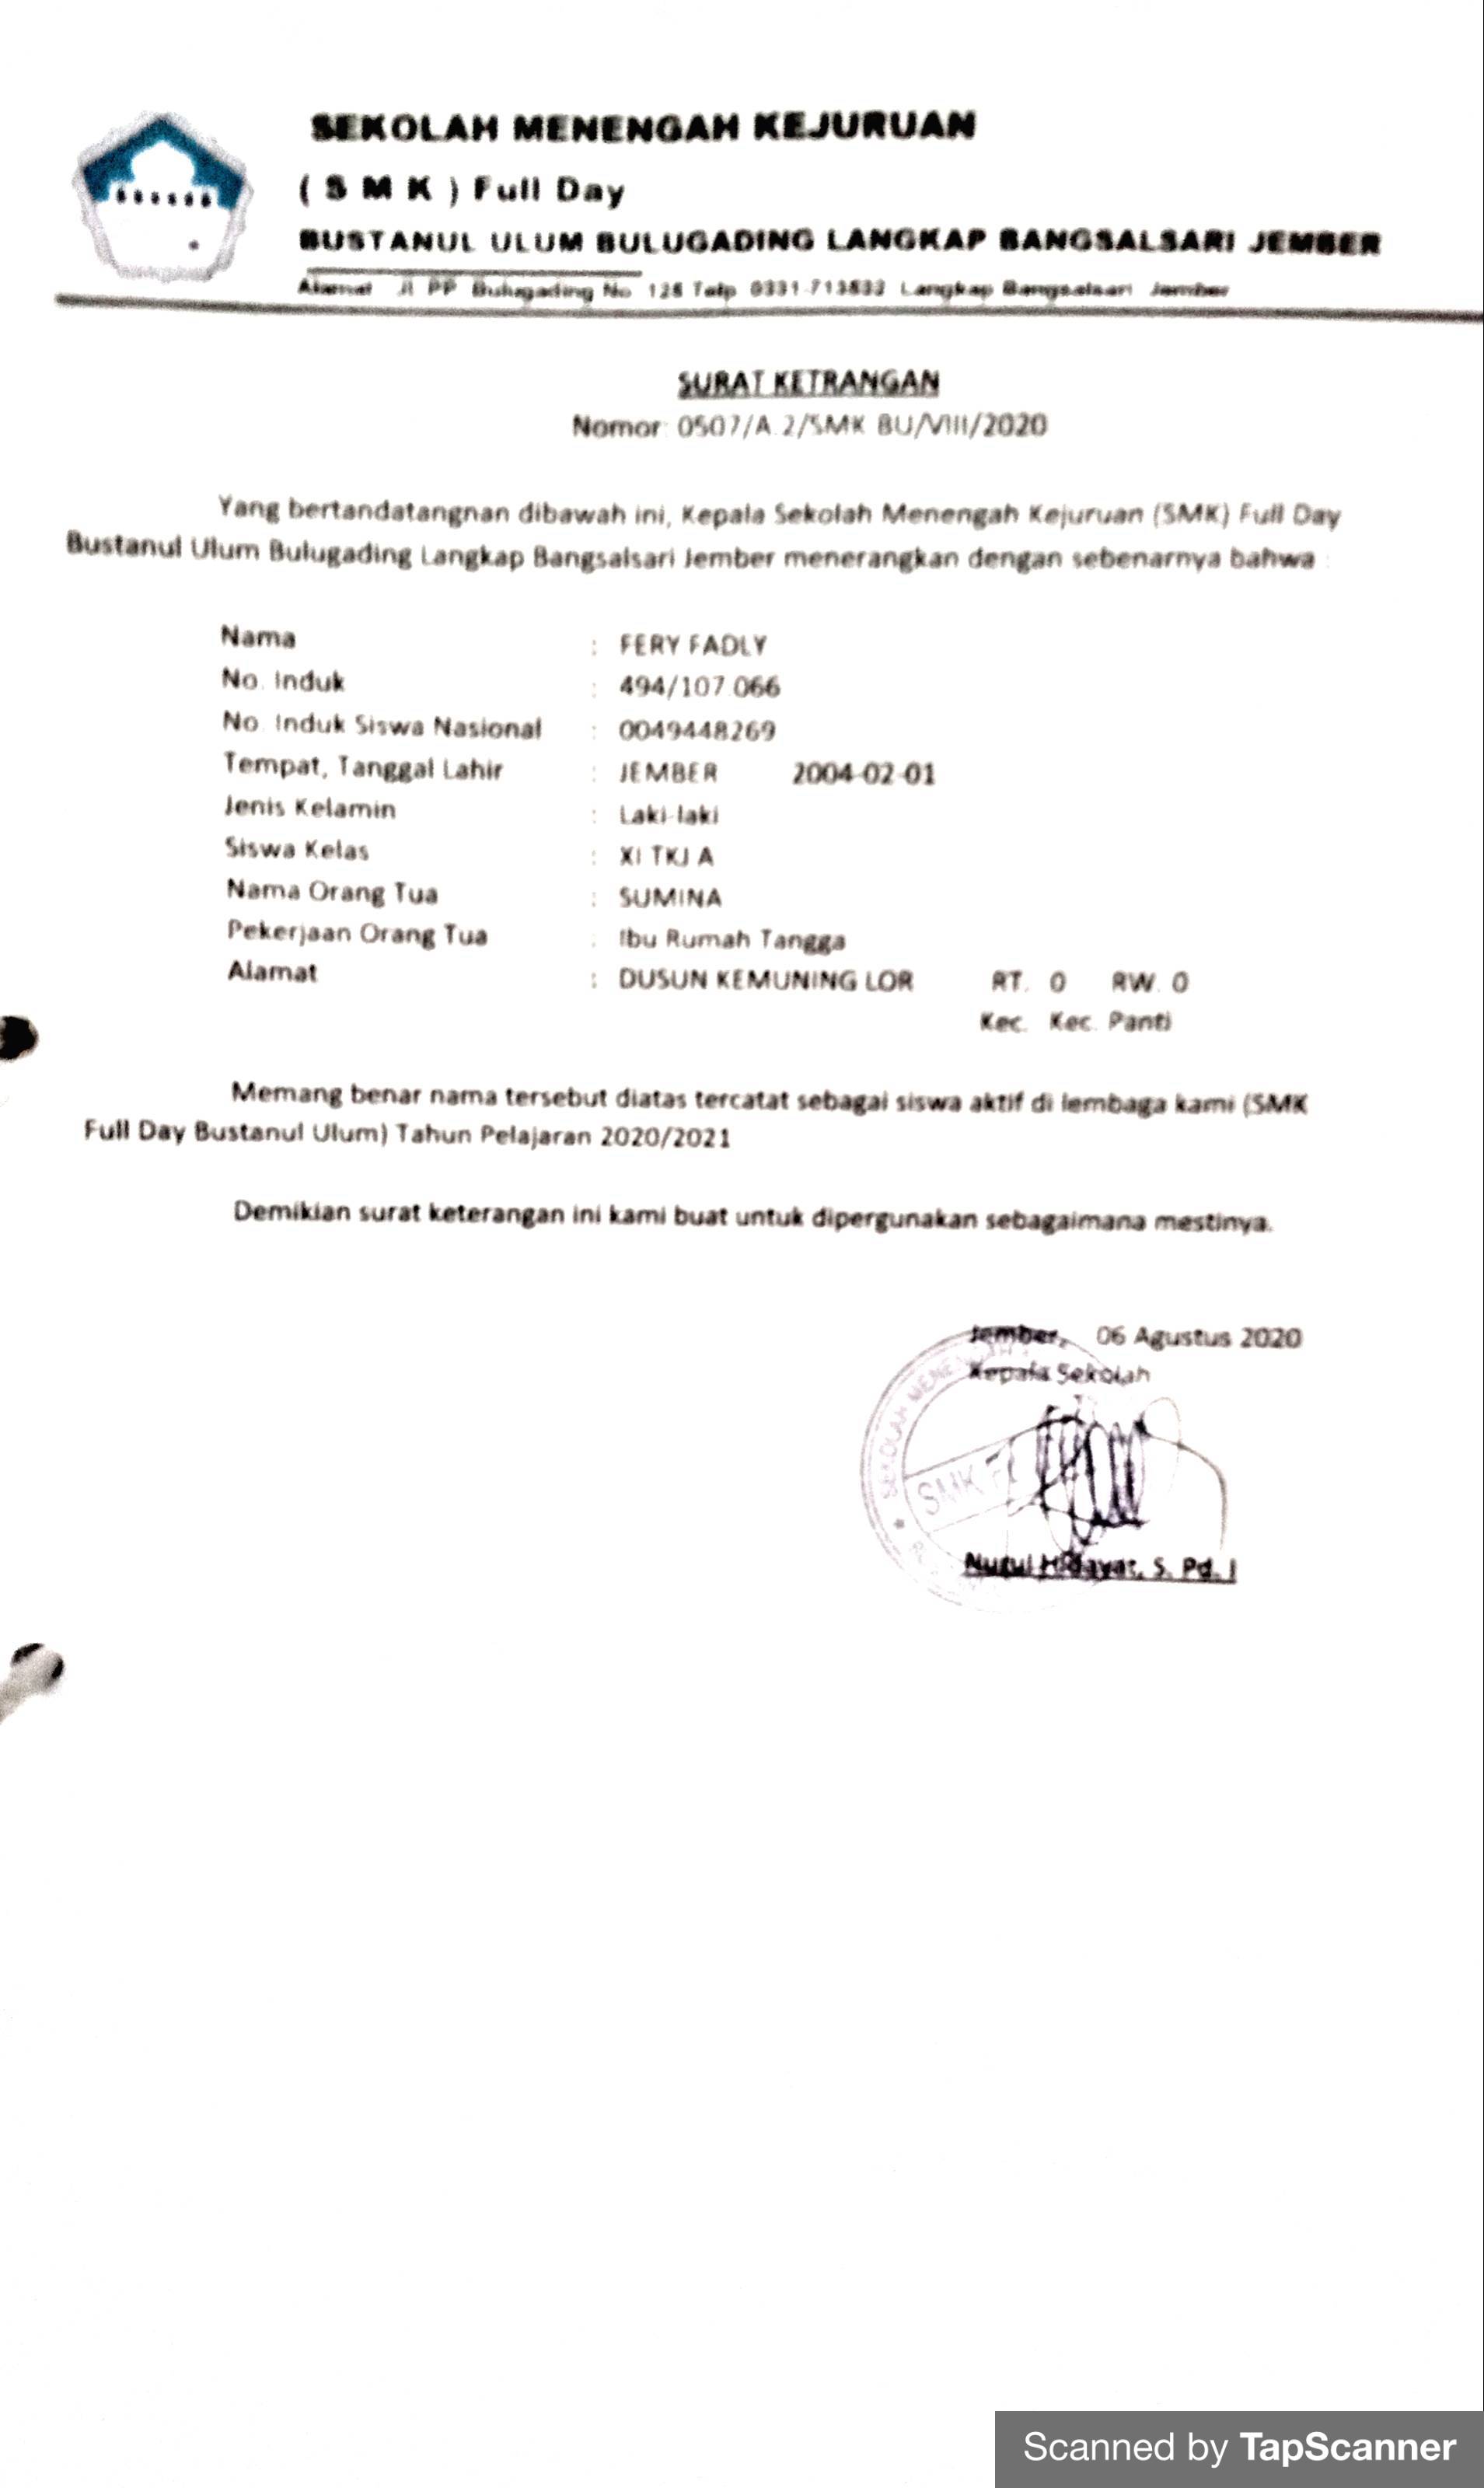 SEKOLAH MENENGAH KEJURUAN
( S M K ) Full Day
BUSTANUL ULUM BULUGADING LANGKAP BANGSALSARI JEMBER
Alamat Jl PP Bulugading No Telp Langkap Bangsalsari Jember
SURAT KETRANGAN
Nomor: 0507/A.2/SMK BU/VIII/2020
Yang bertandatangnan dibawah ini, Kepala Sekolah Menengah Kejuruan (SMK) Full Day
Bustanul Ulum Bulugading Langkap Bangsalsari Jember menerangkan dengan sebenarnya bahwa :
Nama : FERY FADLY
No. Induk : 494/107.066
No. Induk Siswa Nasional : 0049448269
Tempat, Tanggal Lahir : JEMBER 2004-02-01
Jenis Kelamin : Laki-laki
Siswa Kelas : XI TKJ A
Nama Orang Tua : SUMINA
Pekerjaan Orang Tua : Ibu Rumah Tangga
Alamat : DUSUN KEMUNING LOR RT. 0 RW. 0
Kec. Kec. Panti
Memang benar nama tersebut diatas tercatat sebagai siswa aktif di lembaga kami (SMK
Full Day Bustanul Ulum) Tahun Pelajaran 2020/2021
Demikian surat keterangan ini kami buat untuk dipergunakan sebagaimana mestinya.
Jember, 06 Agustus 2020
Kepala Sekolah
SEKOLAH MENENGAH
SMK
Nurul Hidayat, S. Pd. I
Scanned by TapScanner